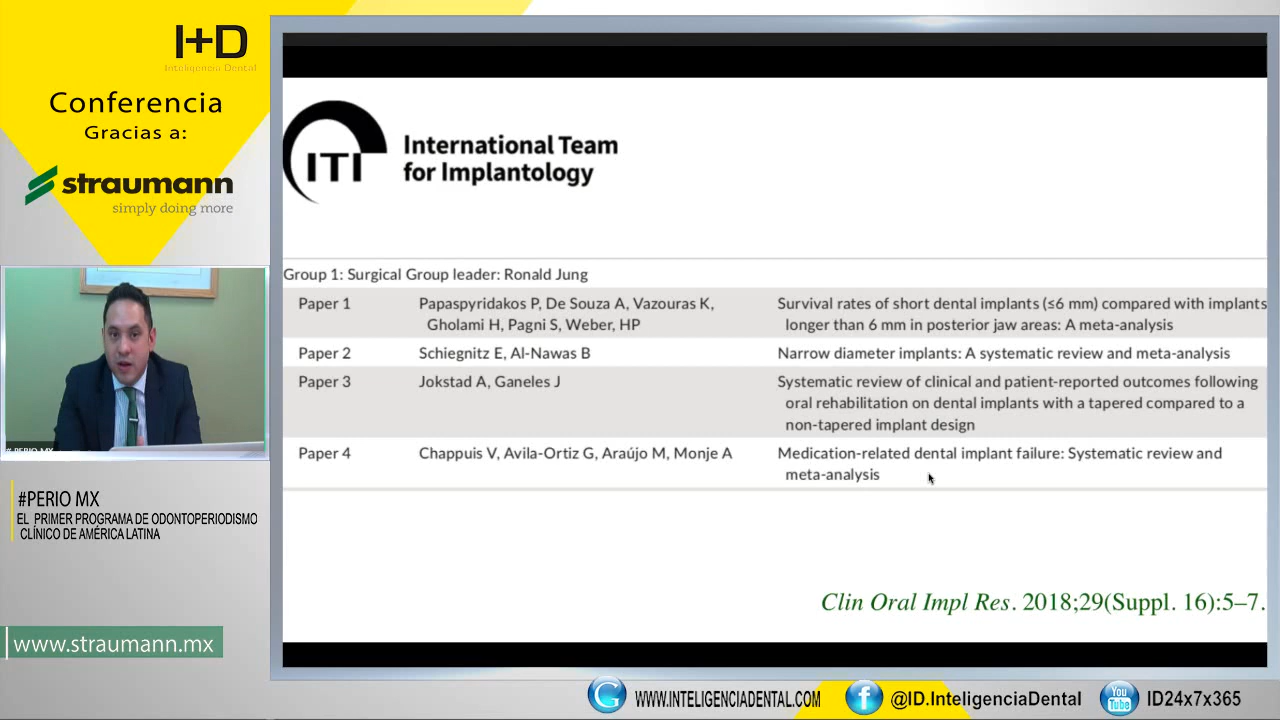 I+D
Inteligencia Dental
Conferencia
Gracias a:
straumann
simply doing more
ITI
International Team
for Implantology
Group 1: Surgical Group leader: Ronald Jung
Paper 1
Papaspyridakos P, De Souza A, Vazouras K,
Gholami H, Pagni S, Weber, HP
Survival rates of short dental implants (≤6 mm) compared with implants
longer than 6 mm in posterior jaw areas: A meta-analysis
Paper 2
Schiegnitz E, Al-Nawas B
Narrow diameter implants: A systematic review and meta-analysis
Paper 3
Jokstad A, Ganeles J
Systematic review of clinical and patient-reported outcomes following
oral rehabilitation on dental implants with a tapered compared to a
non-tapered implant design
Paper 4
Chappuis V, Avila-Ortiz G, Araújo M, Monje A
Medication-related dental implant failure: Systematic review and
meta-analysis
Clin Oral Impl Res. 2018;29(Suppl. 16):5–7.
# PERIO MX
#PERIO MX
EL PRIMER PROGRAMA DE ODONTOPERIODISMO
CLÍNICO DE AMÉRICA LATINA
www.straumann.mx
WWW.INTELIGENCIADENTAL.COM
f
@ID.InteligenciaDental
You
Tube
ID24x7x365